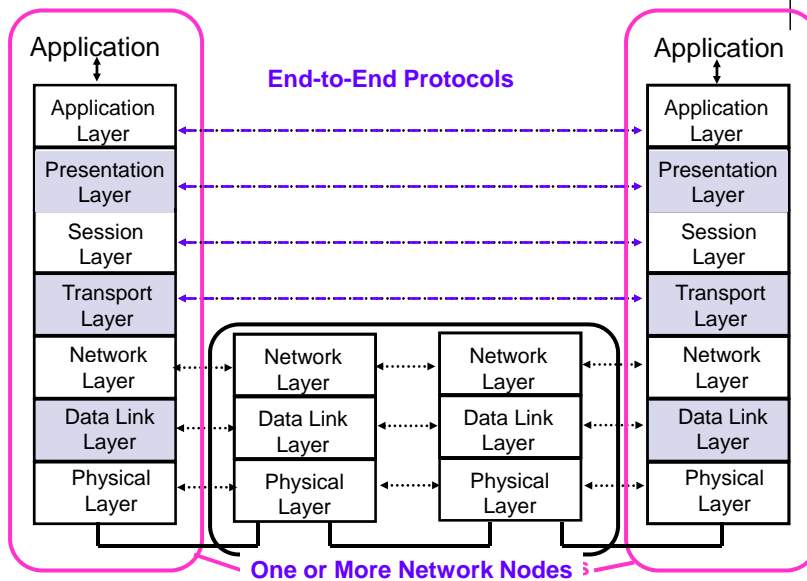 Application
Application
End-to-End Protocols
Application
Layer
Presentation
Layer
Session
Layer
Transport
Layer
Network
Layer
Data Link
Layer
Physical
Layer
Network
Layer
Data Link
Layer
Physical
Layer
Network
Layer
Data Link
Layer
Physical
Layer
Application
Layer
Presentation
Layer
Session
Layer
Transport
Layer
Network
Layer
Data Link
Layer
Physical
Layer
One or More Network Nodes